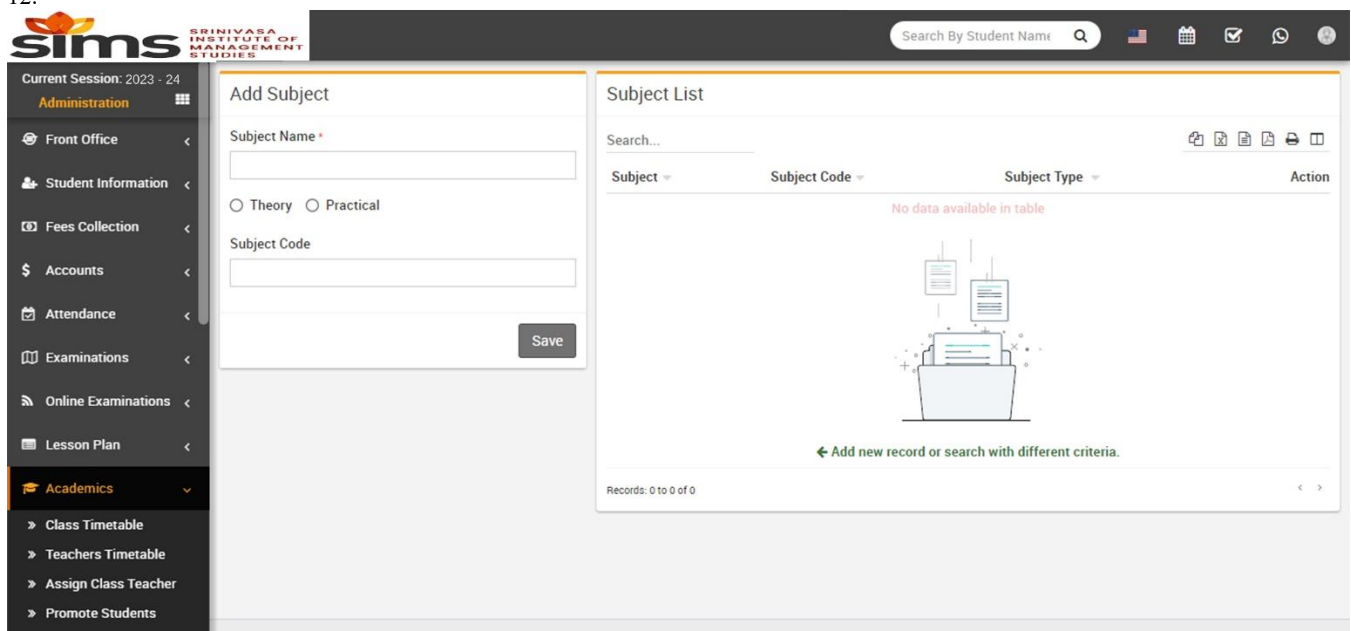 12.
sims
SRINIVASA
INSTITUTE OF
MANAGEMENT
STUDIES
Search By Student Name
Current Session: 2023 - 24
Administration
Front Office
Student Information
Fees Collection
$ Accounts
Attendance
Examinations
Online Examinations
Lesson Plan
Academics
» Class Timetable
» Teachers Timetable
» Assign Class Teacher
» Promote Students
Add Subject
Subject Name *
Theory Practical
Subject Code
Save
Subject List
Search...
Subject Subject Code Subject Type Action
No data available in table
Add new record or search with different criteria.
Records: 0 to 0 of 0